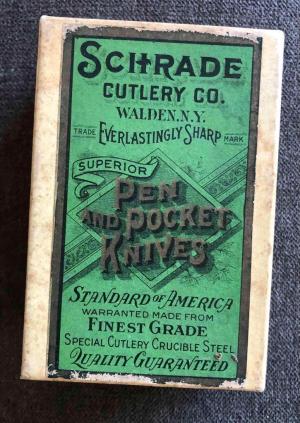 SCHRADE
CUTLERY CO.
WALDEN, N.Y.
TRADE EVERLASTINGLY SHARP MARK
SUPERIOR
PEN
AND POCKET
KNIVES
STANDARD OF AMERICA
WARRANTED MADE FROM
FINEST GRADE
SPECIAL CUTLERY CRUCIBLE STEEL
QUALITY GUARANTEED